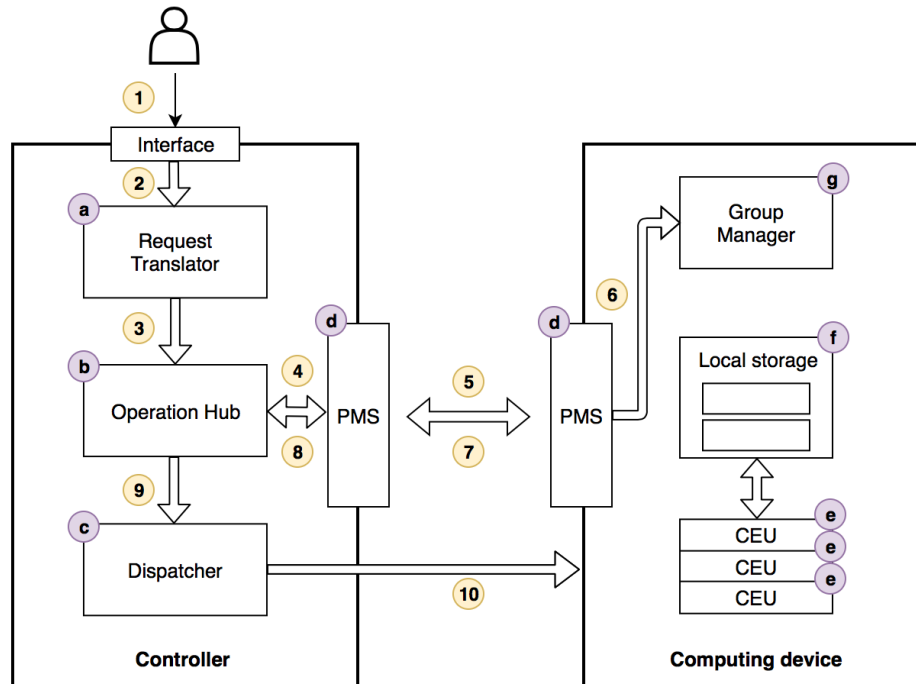 1
Interface
2
a
Request
Translator
3
b
Operation Hub
4
8
d
PMS
5
7
d
PMS
6
g
Group
Manager
f
Local storage
9
c
Dispatcher
10
e
CEU
e
CEU
e
CEU
Controller
Computing device